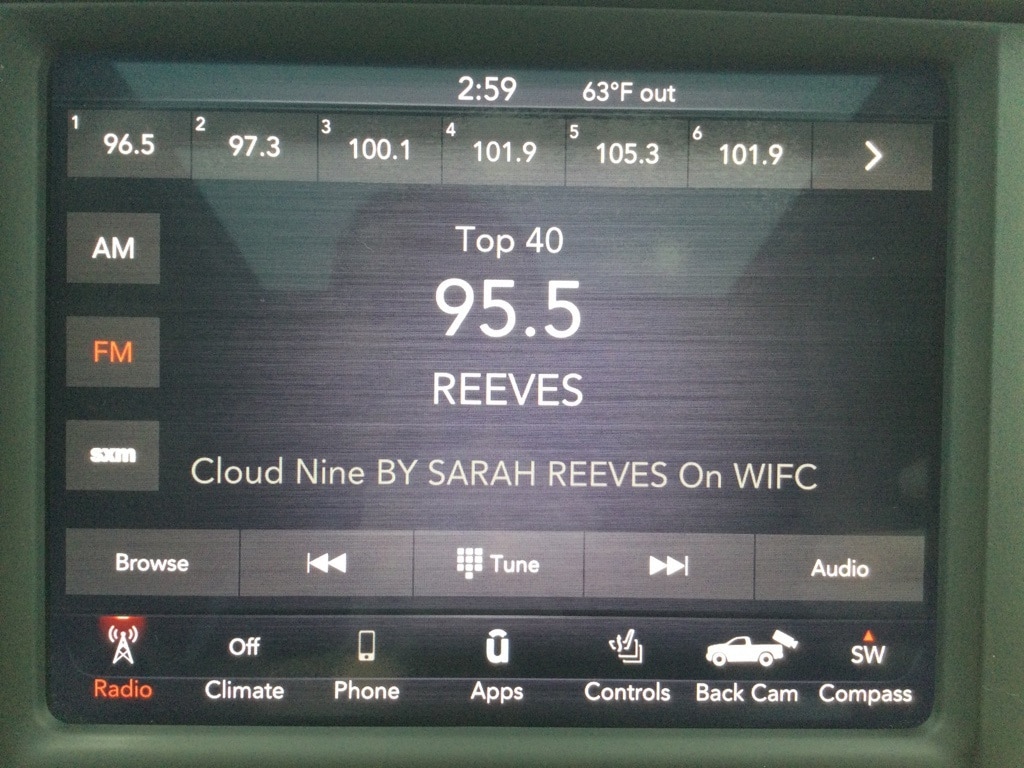 2:59 63°F out
1 96.5 2 97.3 3 100.1 4 101.9 5 105.3 6 101.9
AM
Top 40
95.5
FM
REEVES
sxm
Cloud Nine BY SARAH REEVES On WIFC
Browse Tune Audio
Off ū SW
Radio Climate Phone Apps Controls Back Cam Compass